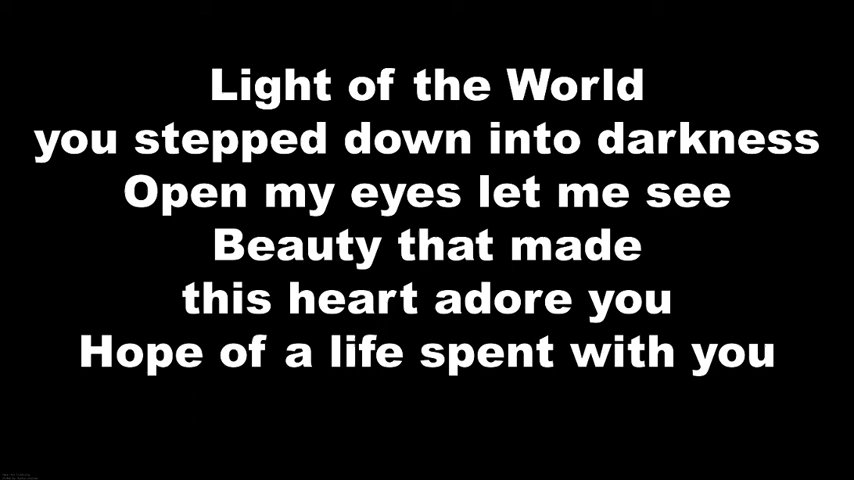 Light of the World
you stepped down into darkness
Open my eyes let me see
Beauty that made
this heart adore you
Hope of a life spent with you